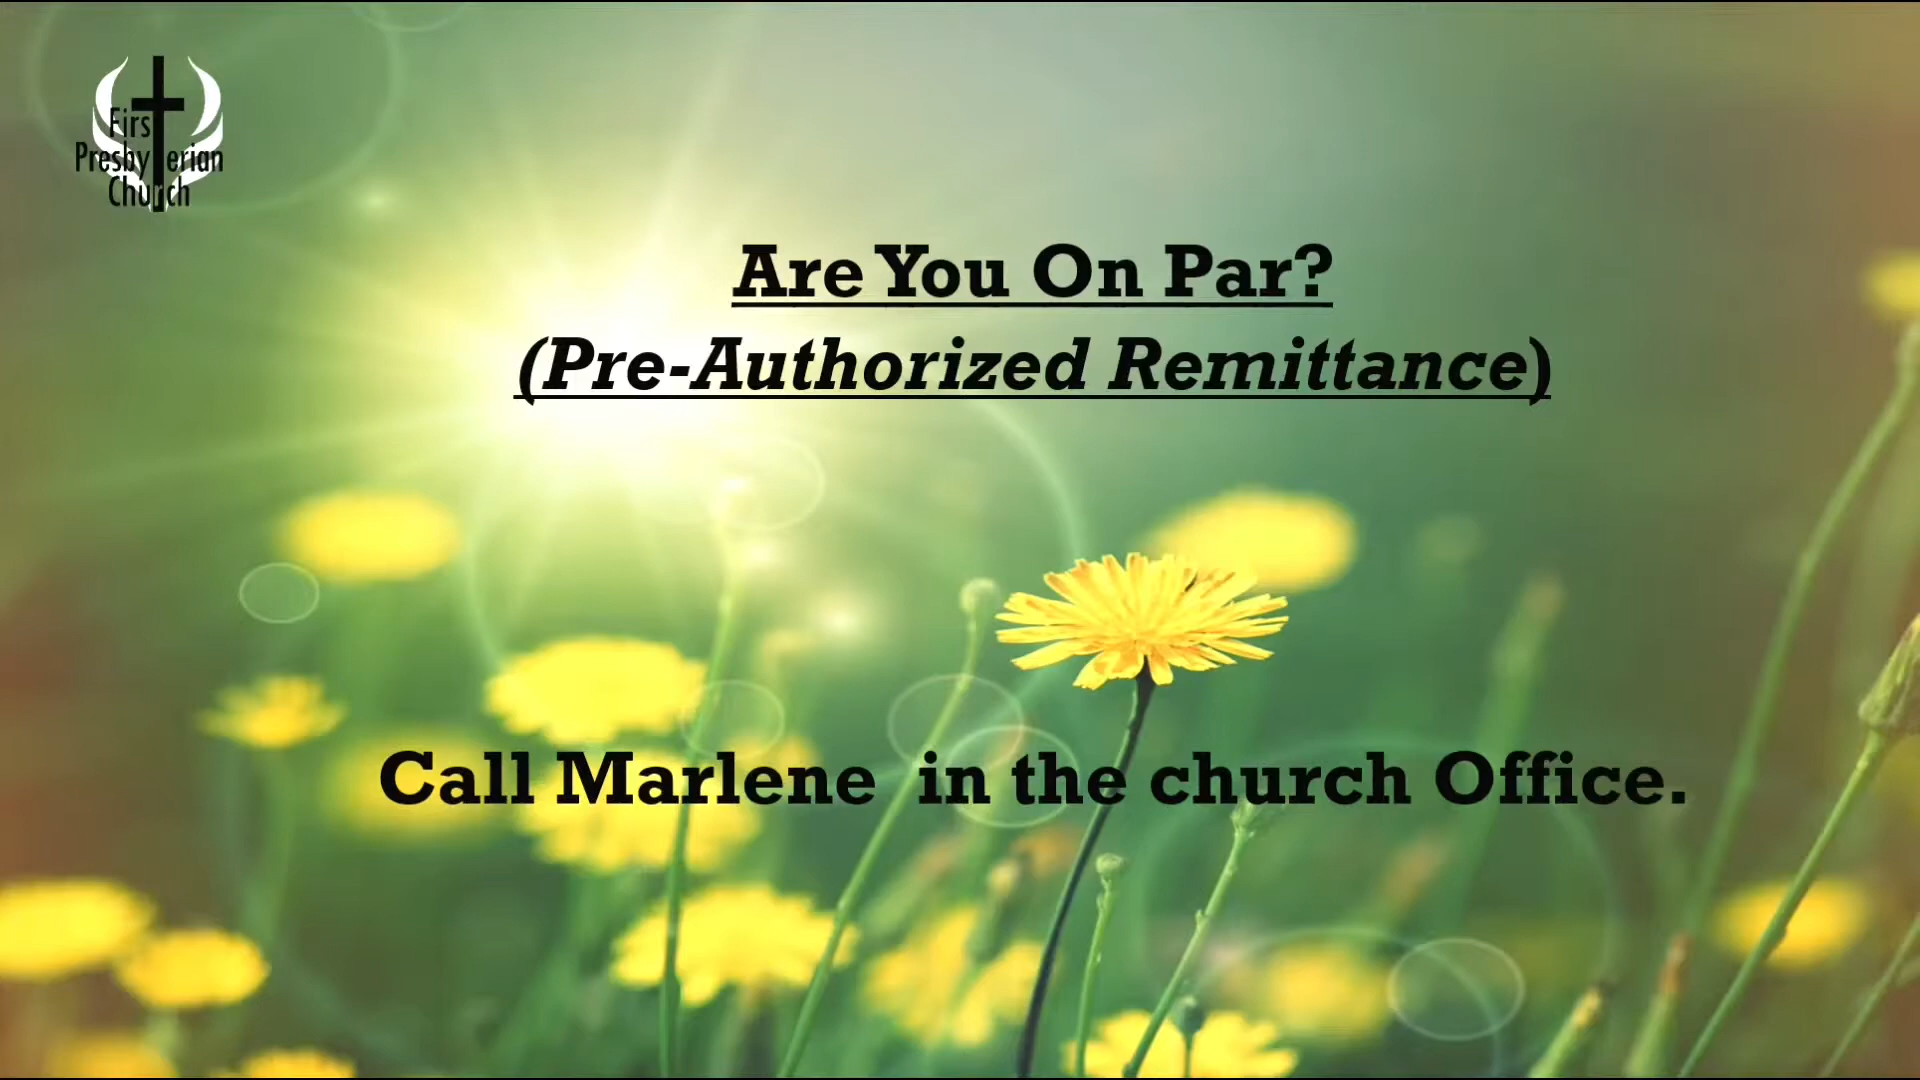 First
Presbyterian
Church
Are You On Par?
(Pre-Authorized Remittance)
Call Marlene  in the church Office.